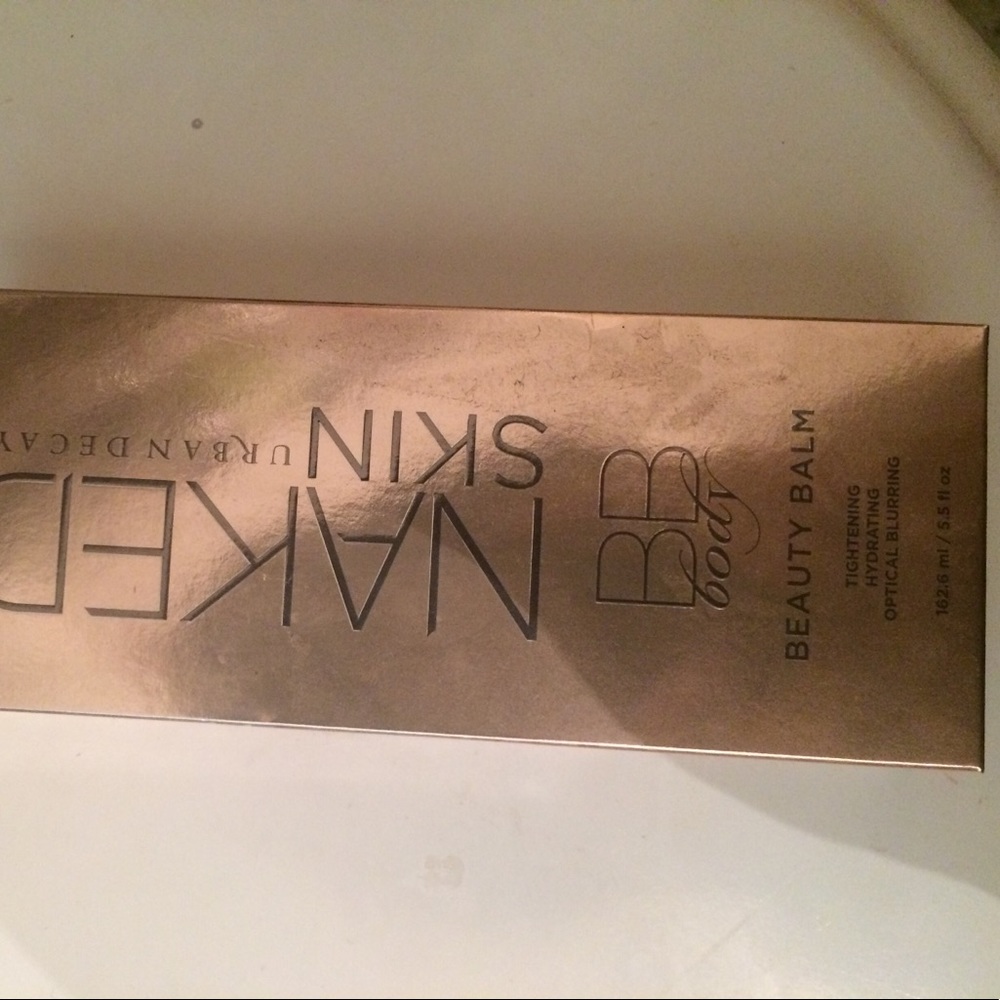 NAKED
SKIN
URBAN DECAY
BB
body
BEAUTY BALM
TIGHTENING
HYDRATING
OPTICAL BLURRING
162.6 ml / 5.5 fl oz